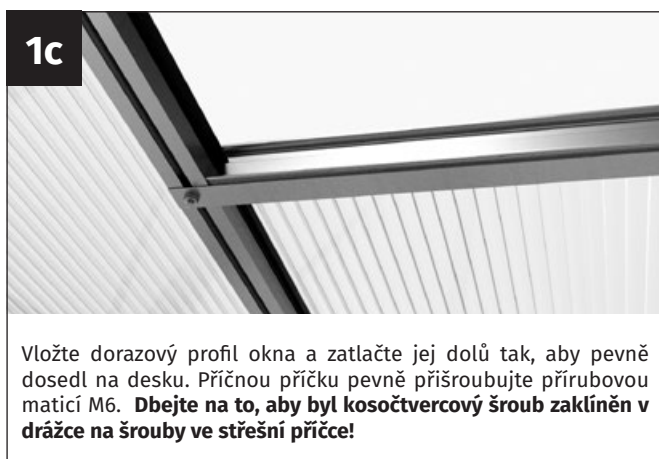 1c
Vložte dorazový profil okna a zatlačte jej dolů tak, aby pevně
dosedl na desku. Příčnou příčku pevně přišroubujte přírubovou
maticí M6. Dbejte na to, aby byl kosočtvercový šroub zaklíněn v
drážce na šrouby ve střešní příčce!